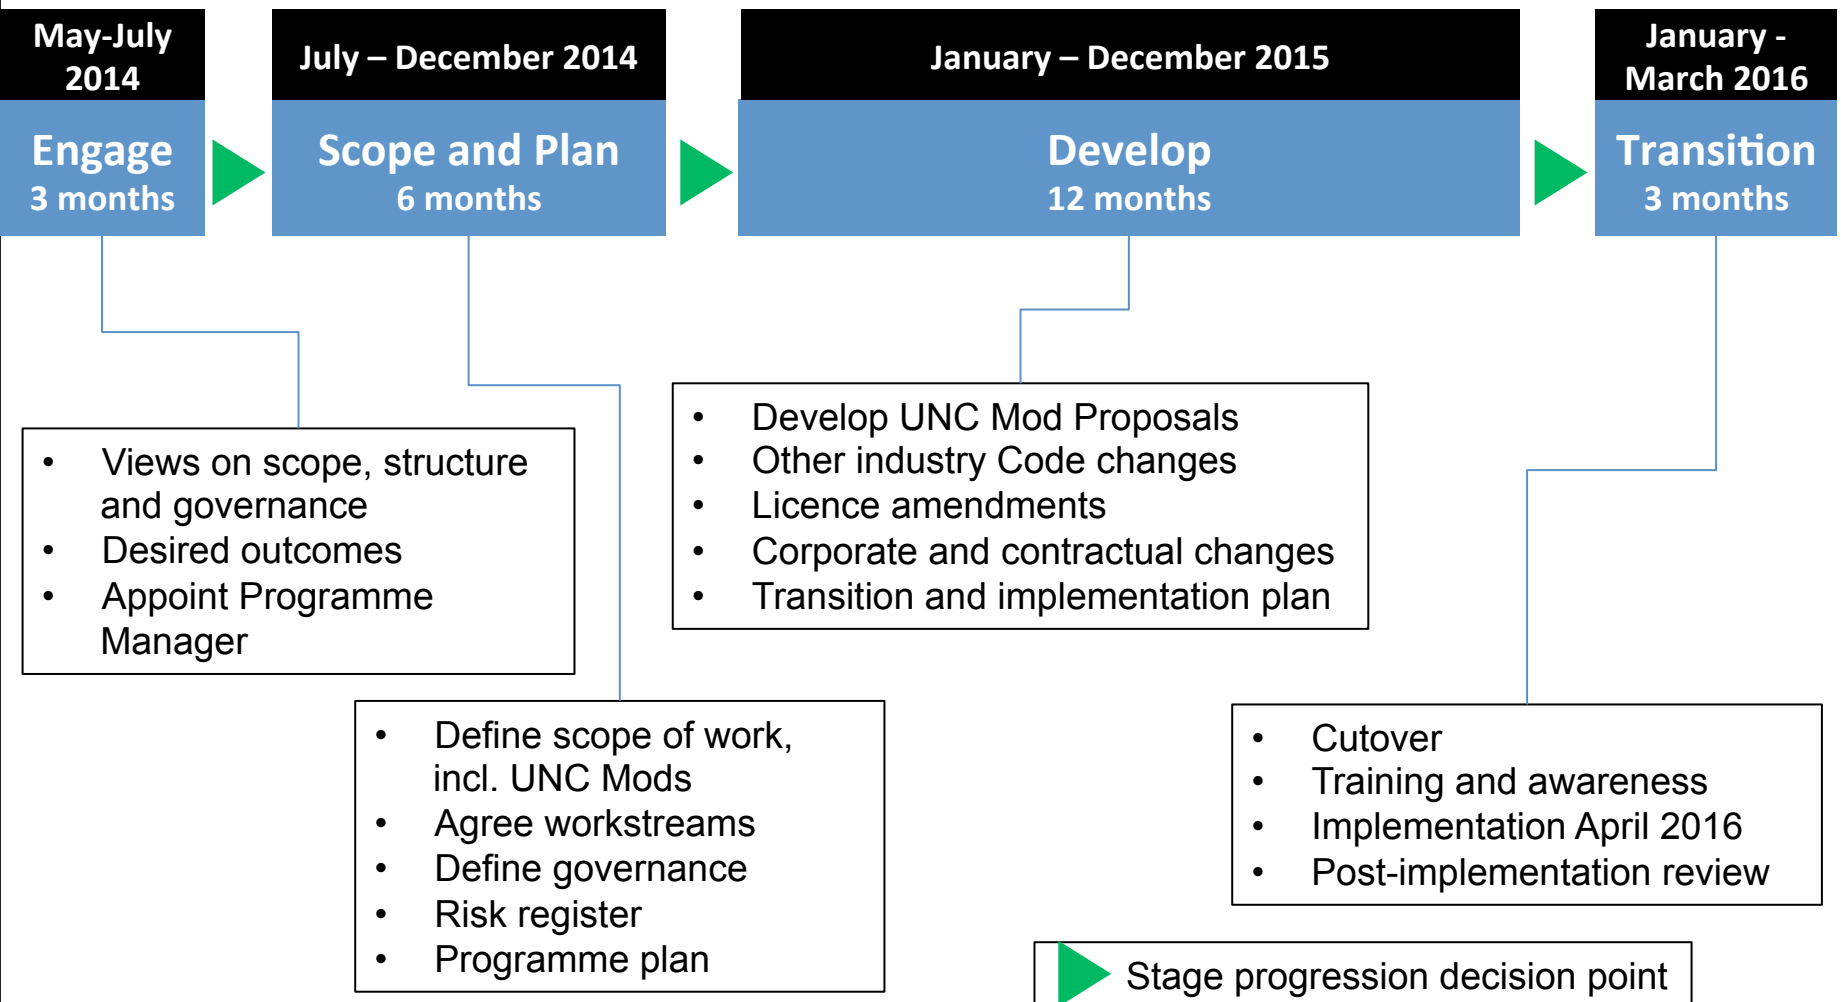 May-July
2014
July – December 2014
January – December 2015
January -
March 2016
Engage
3 months
Scope and Plan
6 months
Develop
12 months
Transition
3 months
• Views on scope, structure
and governance
• Desired outcomes
• Appoint Programme
Manager
• Define scope of work,
incl. UNC Mods
• Agree workstreams
• Define governance
• Risk register
• Programme plan
• Develop UNC Mod Proposals
• Other industry Code changes
• Licence amendments
• Corporate and contractual changes
• Transition and implementation plan
• Cutover
• Training and awareness
• Implementation April 2016
• Post-implementation review
Stage progression decision point